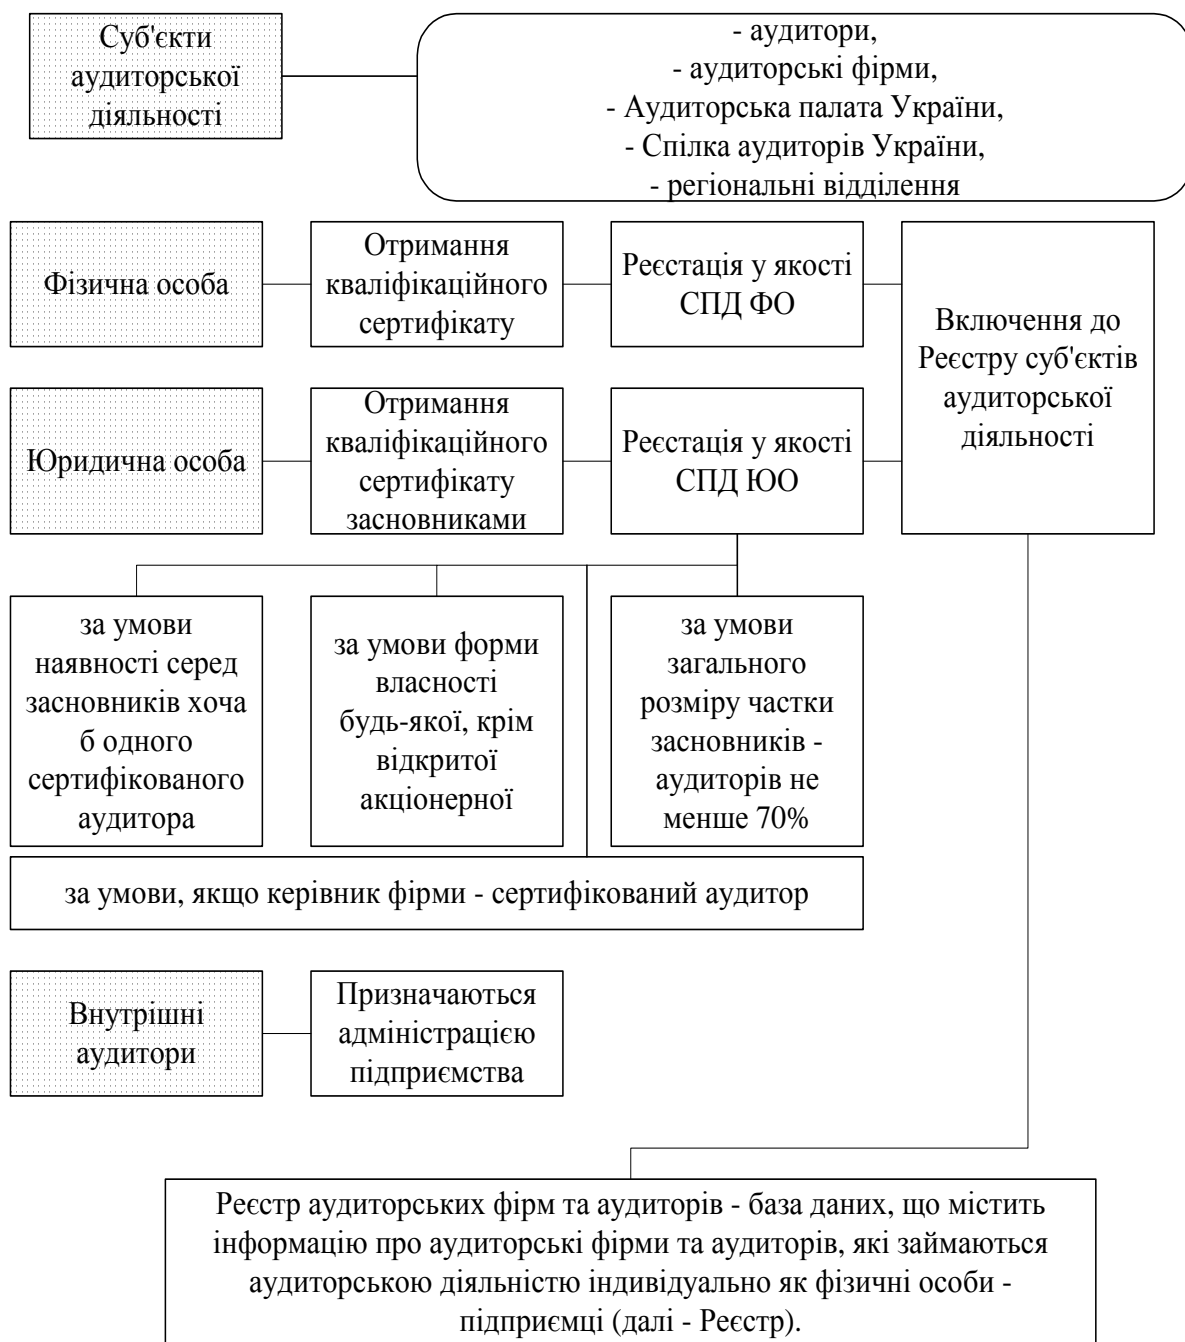 Суб'єкти
аудиторської
діяльності
- аудитори,
- аудиторські фірми,
- Аудиторська палата України,
- Спілка аудиторів України,
- регіональні відділення
Фізична особа
Отримання
кваліфікаційного
сертифікату
Реєстація у якості
СПД ФО
Включення до
Реєстру суб'єктів
аудиторської
діяльності
Юридична особа
Отримання
кваліфікаційного
сертифікату
засновниками
Реєстація у якості
СПД ЮО
за умови
наявності серед
засновників хоча
б одного
сертифікованого
аудитора
за умови форми
власності
будь-якої, крім
відкритої
акціонерної
за умови
загального
розміру частки
засновників -
аудиторів не
менше 70%
за умови, якщо керівник фірми - сертифікований аудитор
Внутрішні
аудитори
Призначаються
адміністрацією
підприємства
Реєстр аудиторських фірм та аудиторів - база даних, що містить
інформацію про аудиторські фірми та аудиторів, які займаються
аудиторською діяльністю індивідуально як фізичні особи -
підприємці (далі - Реєстр).